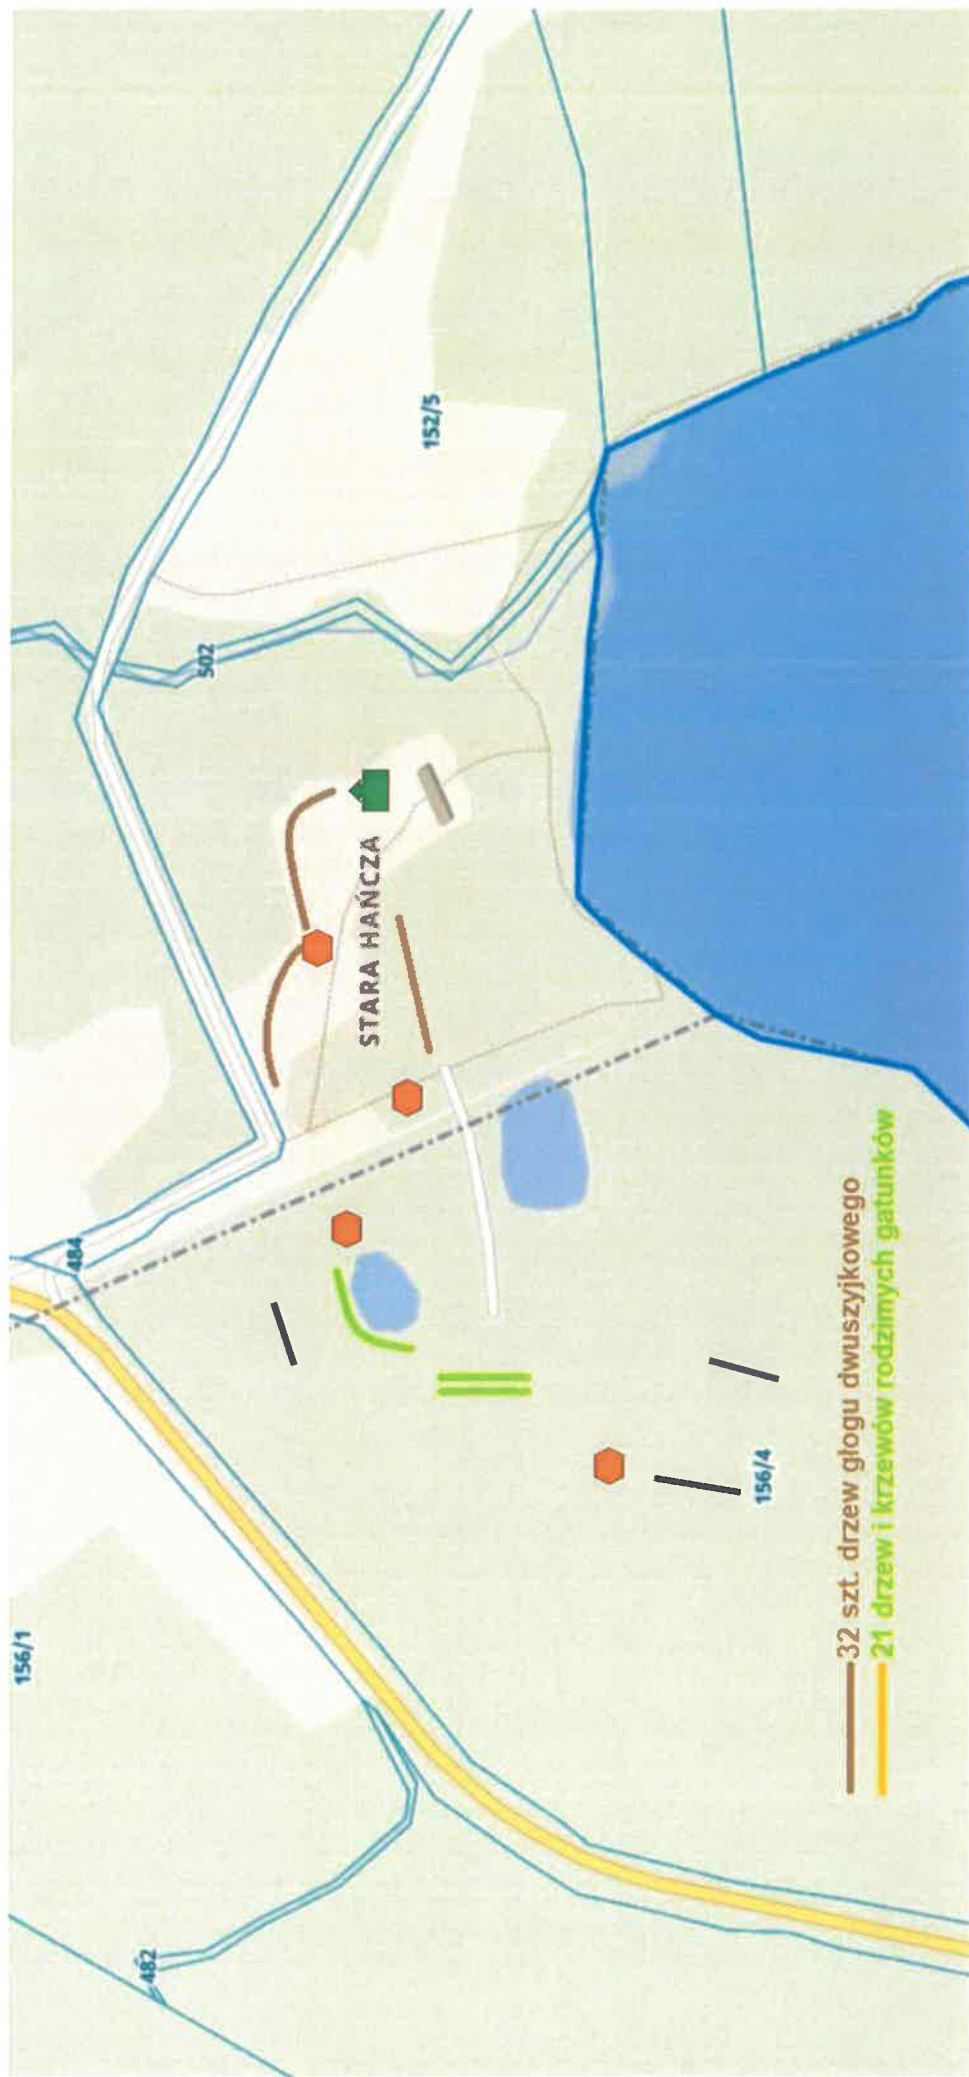 156/1
482
484
502
152/5
STARA HAŃCZA
156/4
32 szt. drzew głogu dwuszyjkowego
21 drzew i krzewów rodzimych gatunków